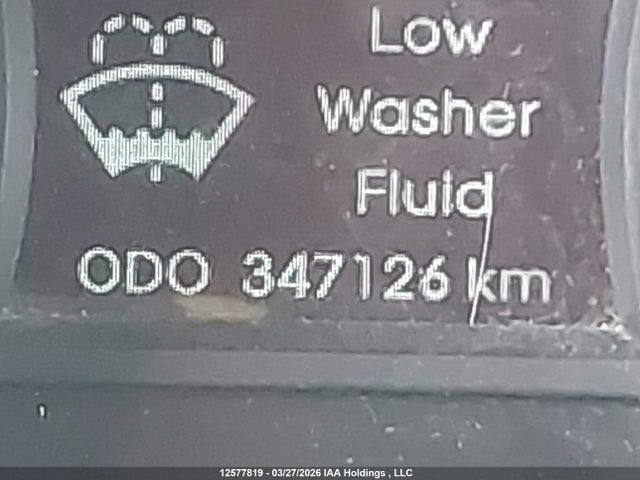 Low
Washer
Fluid
ODO 347126 km
12577819 - 03/27/2026 IAA Holdings , LLC